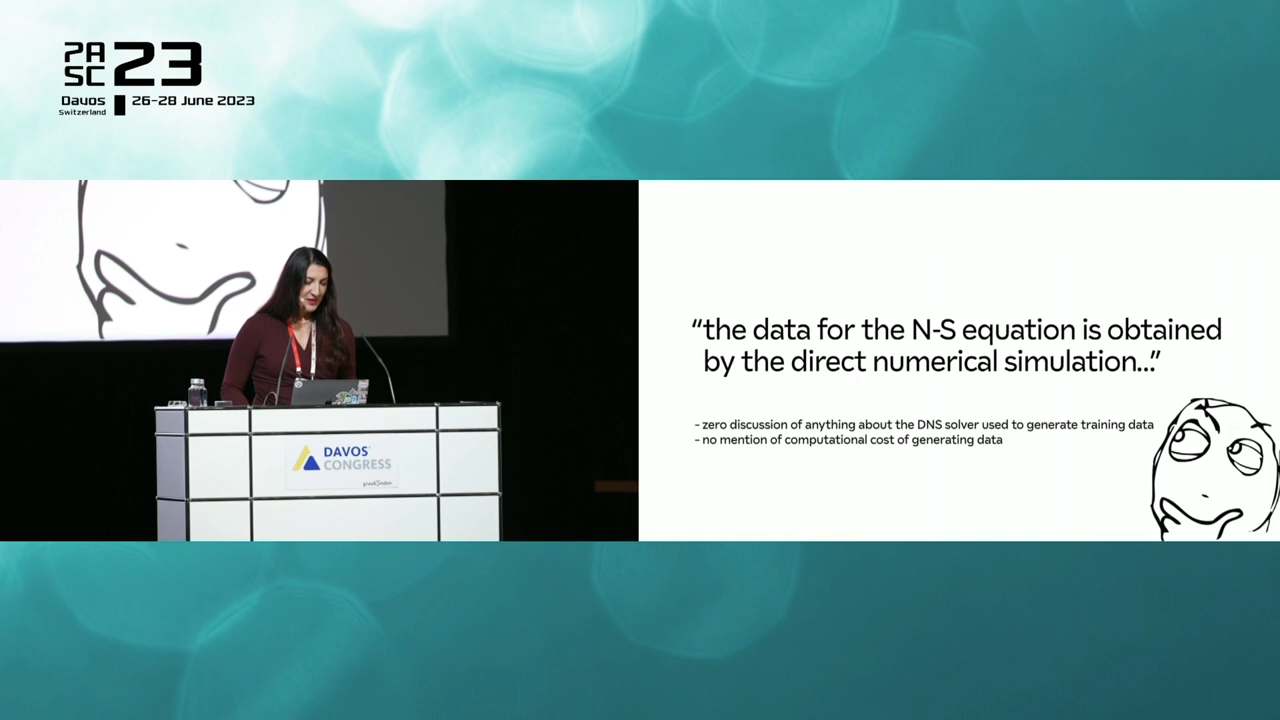 PA
SC
23
Davos
Switzerland
26-28 June 2023
“the data for the N-S equation is obtained
by the direct numerical simulation...”
- zero discussion of anything about the DNS solver used to generate training data
- no mention of computational cost of generating data
DAVOS
CONGRESS